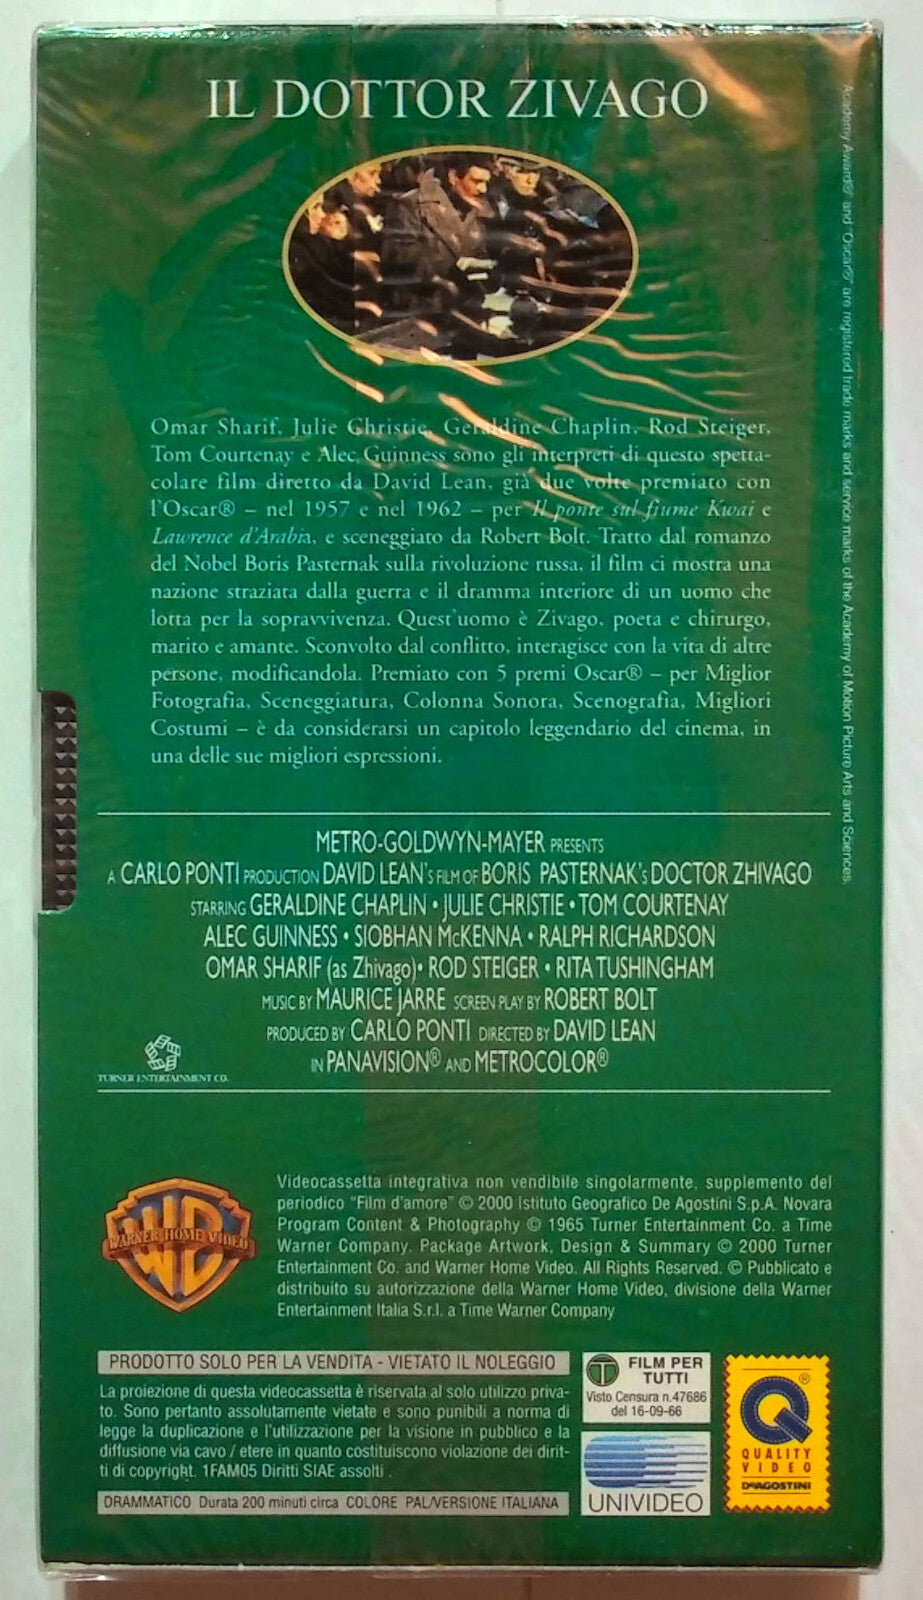 IL DOTTOR ZIVAGO
Academy Award® and "Oscar®" are registered trade marks and service marks of the Academy of Motion Picture Arts and Sciences.
Omar Sharif, Julie Christie, Geraldine Chaplin, Rod Steiger,
Tom Courtenay e Alec Guinness sono gli interpreti di questo spetta-
colare film diretto da David Lean, già due volte premiato con
l'Oscar® – nel 1957 e nel 1962 – per Il ponte sul fiume Kwai e
Lawrence d'Arabia, e sceneggiato da Robert Bolt. Tratto dal romanzo
del Nobel Boris Pasternak sulla rivoluzione russa, il film ci mostra una
nazione straziata dalla guerra e il dramma interiore di un uomo che
lotta per la sopravvivenza. Quest'uomo è Zivago, poeta e chirurgo,
marito e amante. Sconvolto dal conflitto, interagisce con la vita di altre
persone, modificandola. Premiato con 5 premi Oscar® – per Miglior
Fotografia, Sceneggiatura, Colonna Sonora, Scenografia, Migliori
Costumi – è da considerarsi un capitolo leggendario del cinema, in
una delle sue migliori espressioni.
METRO-GOLDWYN-MAYER PRESENTS
A CARLO PONTI PRODUCTION DAVID LEAN'S FILM OF BORIS PASTERNAK'S DOCTOR ZHIVAGO
STARRING GERALDINE CHAPLIN • JULIE CHRISTIE • TOM COURTENAY
ALEC GUINNESS • SIOBHAN McKENNA • RALPH RICHARDSON
OMAR SHARIF (as Zhivago) • ROD STEIGER • RITA TUSHINGHAM
MUSIC BY MAURICE JARRE SCREEN PLAY BY ROBERT BOLT
PRODUCED BY CARLO PONTI DIRECTED BY DAVID LEAN
IN PANAVISION® AND METROCOLOR®
TURNER ENTERTAINMENT CO.
WB
WARNER HOME VIDEO
Videocassetta integrativa non vendibile singolarmente, supplemento del
periodico "Film d'amore" © 2000 Istituto Geografico De Agostini S.p.A. Novara
Program Content & Photography © 1965 Turner Entertainment Co. a Time
Warner Company. Package Artwork, Design & Summary © 2000 Turner
Entertainment Co. and Warner Home Video. All Rights Reserved. © Pubblicato e
distribuito su autorizzazione della Warner Home Video, divisione della Warner
Entertainment Italia S.r.l. a Time Warner Company
PRODOTTO SOLO PER LA VENDITA - VIETATO IL NOLEGGIO
La proiezione di questa videocassetta è riservata al solo utilizzo priva-
to. Sono pertanto assolutamente vietate e sono punibili a norma di
legge la duplicazione e l'utilizzazione per la visione in pubblico e la
diffusione via cavo / etere in quanto costituiscono violazione dei dirit-
ti di copyright. 1FAM05 Diritti SIAE assolti .
DRAMMATICO Durata 200 minuti circa COLORE PAL/VERSIONE ITALIANA
T
FILM PER
TUTTI
Visto Censura n.47686
del 16-09-66
UNIVIDEO
Q ®
QUALITY
VIDEO
DeAGOSTINI